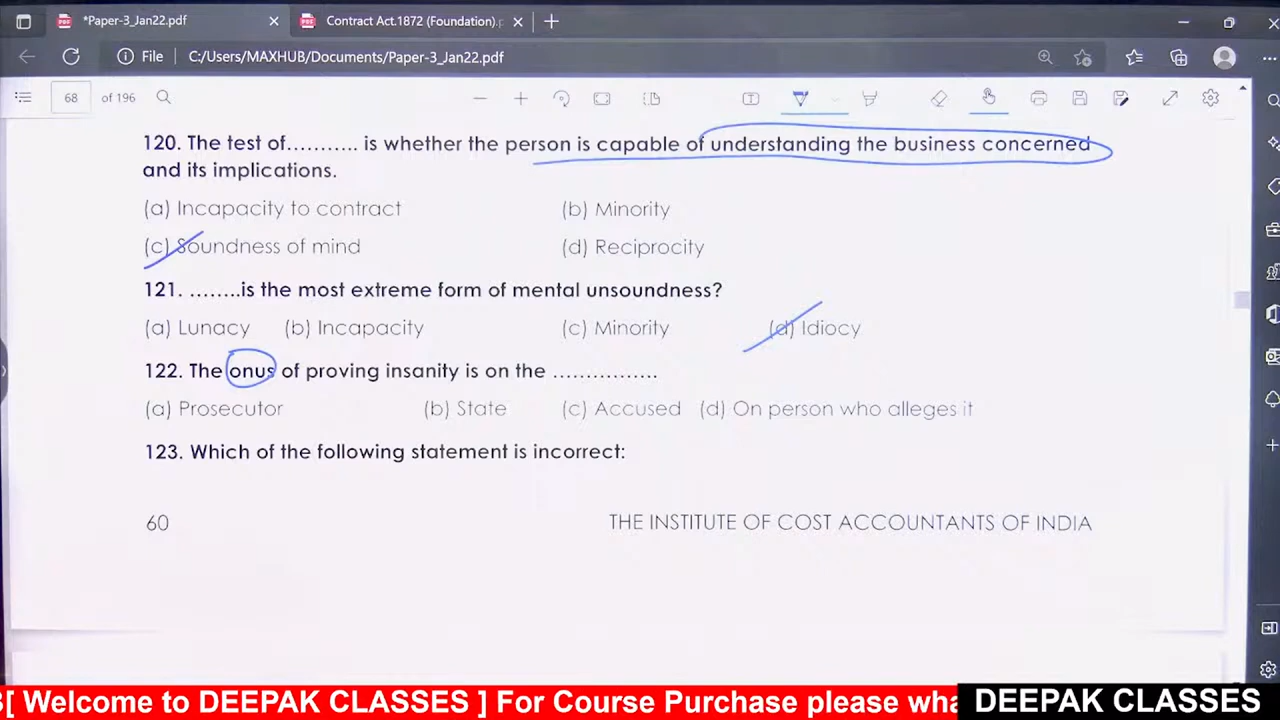 *Paper-3_Jan22.pdf
Contract Act.1872 (Foundation).p
File
C:/Users/MAXHUB/Documents/Paper-3_Jan22.pdf
68 of 196
120. The test of........... is whether the person is capable of understanding the business concerned
and its implications.
(a) Incapacity to contract (b) Minority
(c) Soundness of mind (d) Reciprocity
121. ........is the most extreme form of mental unsoundness?
(a) Lunacy (b) Incapacity (c) Minority (d) Idiocy
122. The onus of proving insanity is on the ................
(a) Prosecutor (b) State (c) Accused (d) On person who alleges it
123. Which of the following statement is incorrect:
60 THE INSTITUTE OF COST ACCOUNTANTS OF INDIA
3[ Welcome to DEEPAK CLASSES ] For Course Purchase please wha
DEEPAK CLASSES